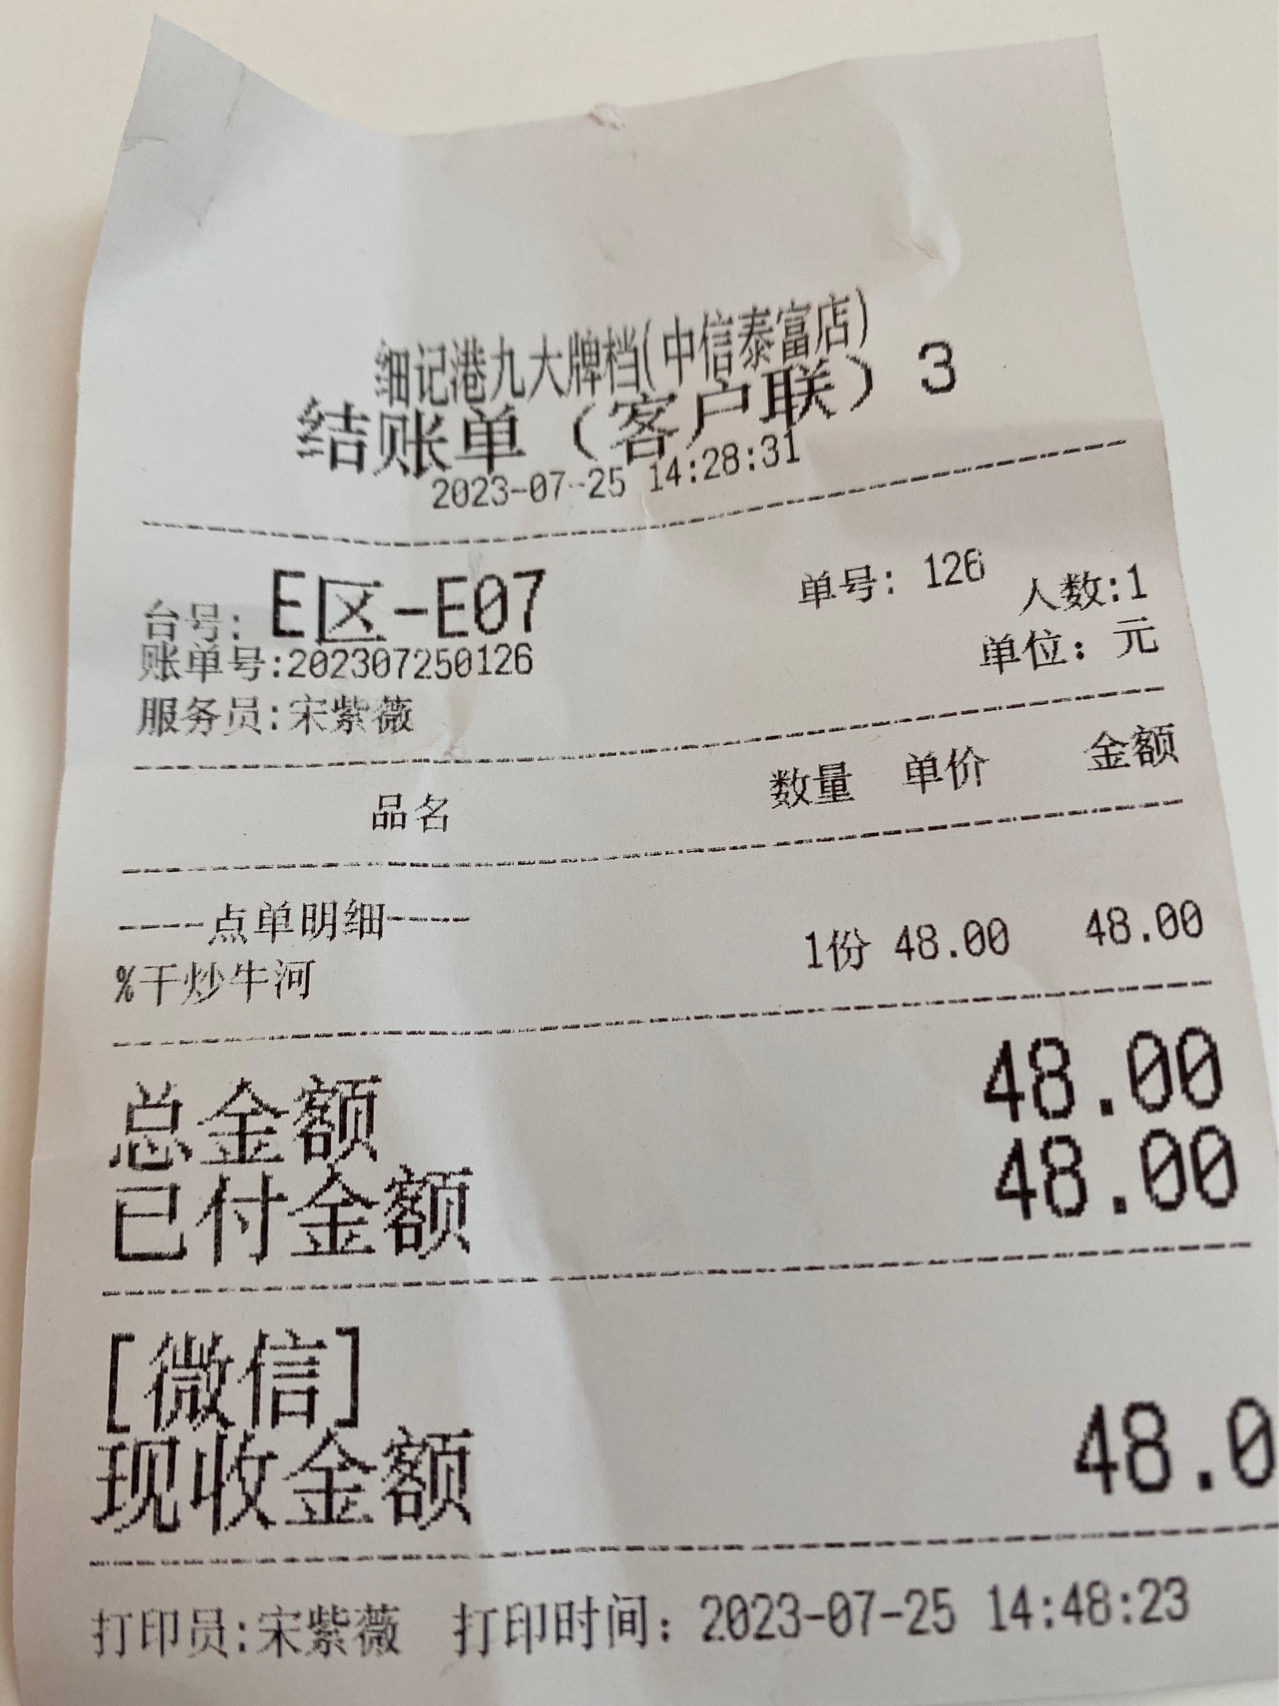 细记港九大牌档(中信泰富店)
结账单（客户联）3
2023-07-25 14:28:31
台号: E区-E07 单号: 126
人数:1
账单号:202307250126 单位: 元
服务员:宋紫薇
品名 数量 单价 金额
----点单明细----
%干炒牛河 1份 48.00 48.00
总金额 48.00
已付金额 48.00
[微信]
现收金额 48.0
打印员:宋紫薇 打印时间: 2023-07-25 14:48:23